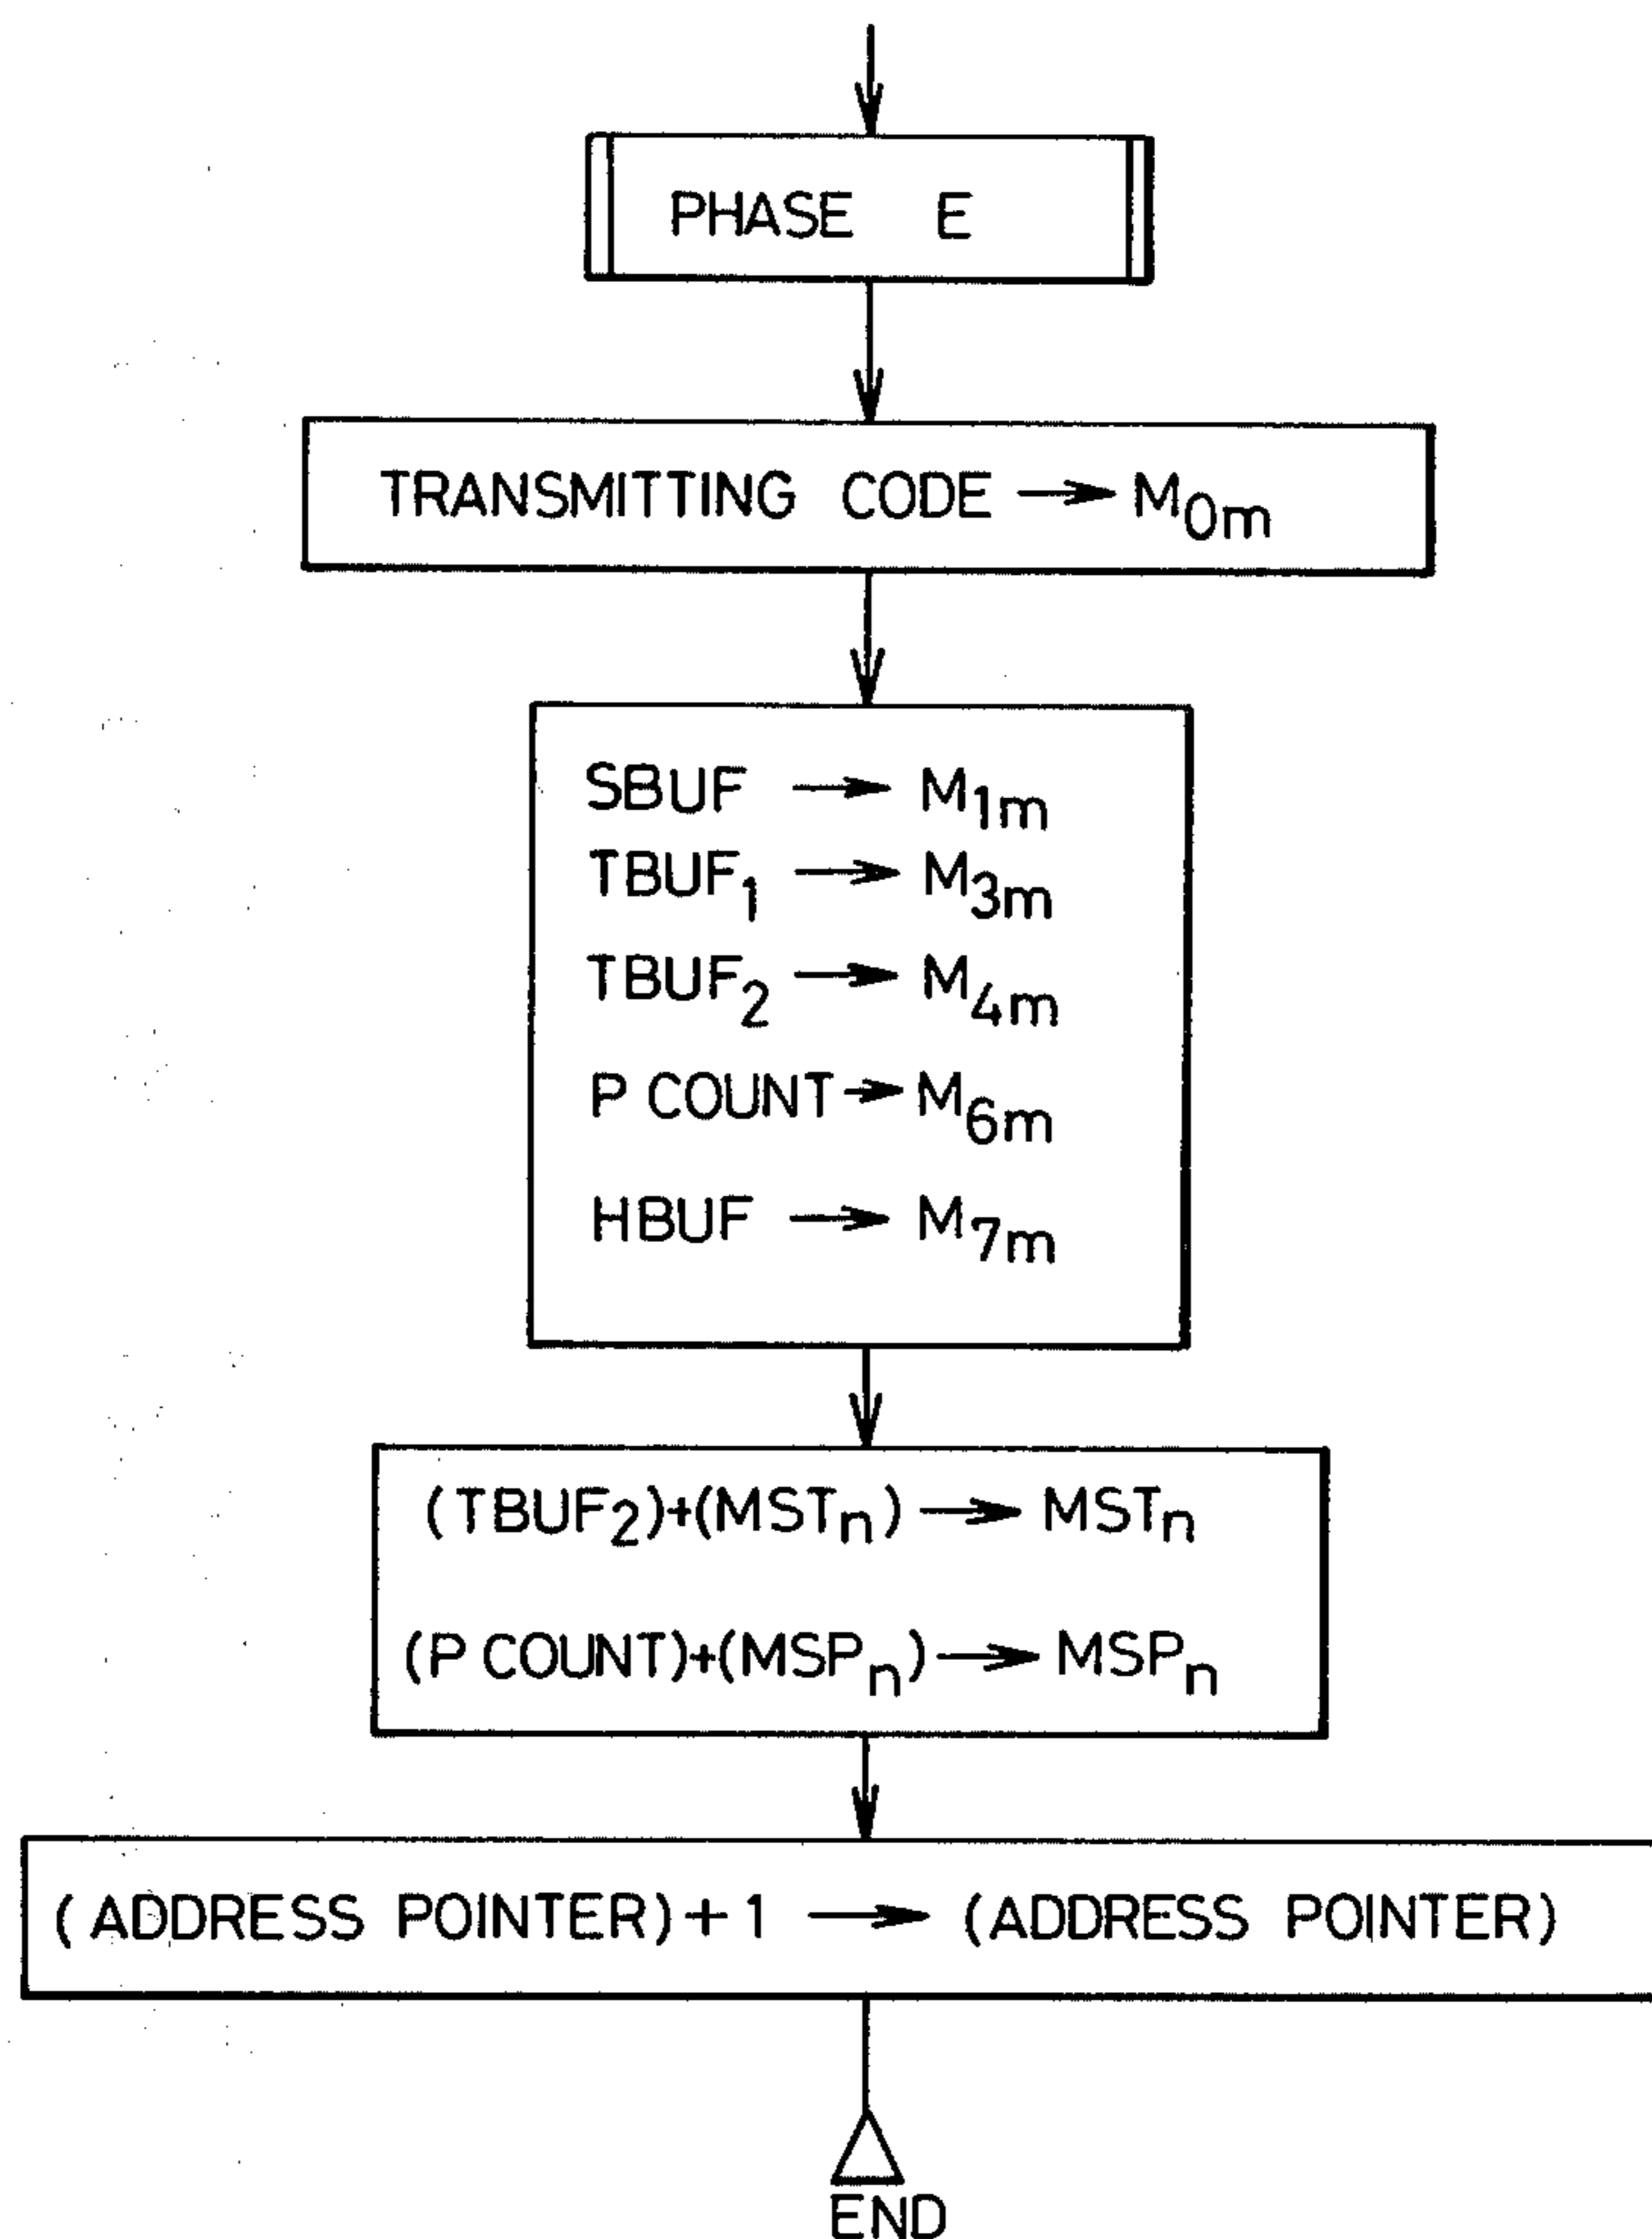 PHASE E
TRANSMITTING CODE → M₀ₘ
SBUF → M₁ₘ
TBUF₁ → M₃ₘ
TBUF₂ → M₄ₘ
P COUNT → M₆ₘ
HBUF → M₇ₘ
(TBUF₂)+(MSTₙ) → MSTₙ
(P COUNT)+(MSPₙ) → MSPₙ
(ADDRESS POINTER)+1 → (ADDRESS POINTER)
END